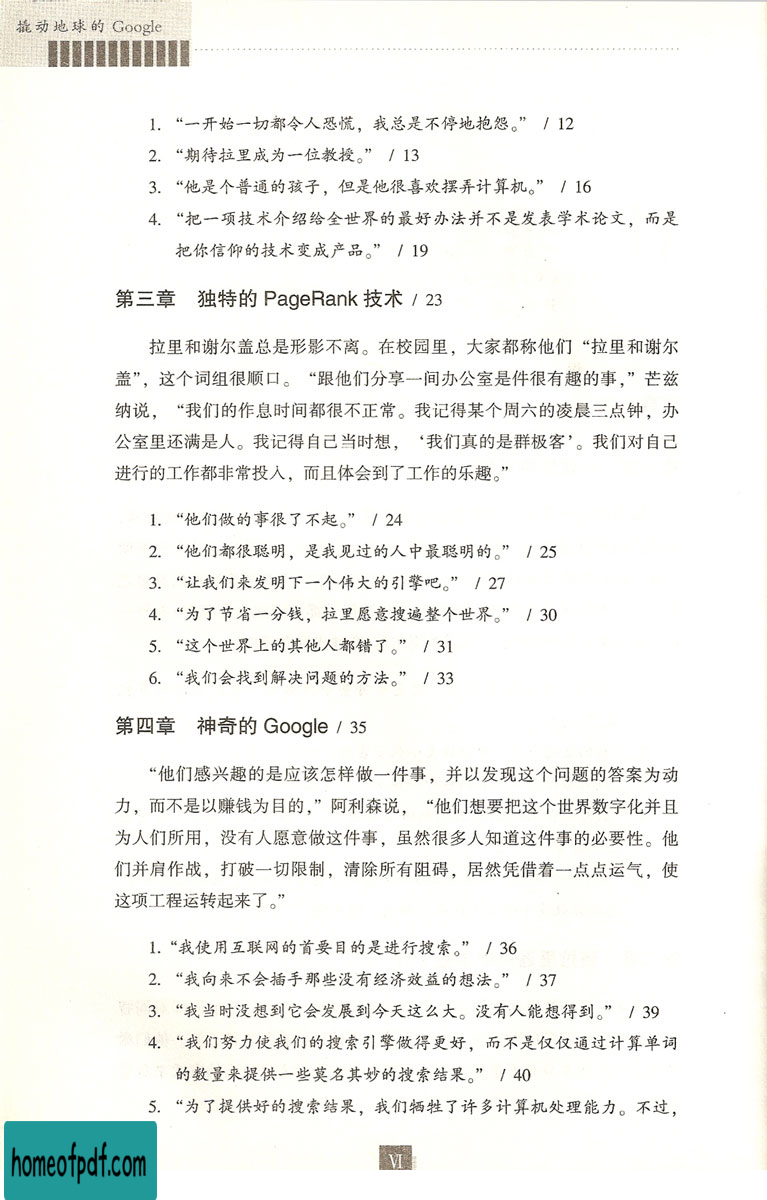 撬动地球的 Google
1. “一开始一切都令人恐慌，我总是不停地抱怨。” / 12
2. “期待拉里成为一位教授。” / 13
3. “他是个普通的孩子，但是他很喜欢摆弄计算机。” / 16
4. “把一项技术介绍给全世界的最好办法并不是发表学术论文，而是
把你信仰的技术变成产品。” / 19
第三章 独特的 PageRank 技术 / 23
拉里和谢尔盖总是形影不离。在校园里，大家都称他们“拉里和谢尔
盖”，这个词组很顺口。“跟他们分享一间办公室是件很有趣的事，”芒兹
纳说，“我们的作息时间都很不正常。我记得某个周六的凌晨三点钟，办
公室里还满是人。我记得自己当时想，‘我们真的是群极客’。我们对自己
进行的工作都非常投入，而且体会到了工作的乐趣。”
1. “他们做的事很了不起。” / 24
2. “他们都很聪明，是我见过的人中最聪明的。” / 25
3. “让我们来发明下一个伟大的引擎吧。” / 27
4. “为了节省一分钱，拉里愿意搜遍整个世界。” / 30
5. “这个世界上的其他人都错了。” / 31
6. “我们会找到解决问题的方法。” / 33
第四章 神奇的 Google / 35
“他们感兴趣的是应该怎样做一件事，并以发现这个问题的答案为动
力，而不是以赚钱为目的，”阿利森说，“他们想要把这个世界数字化并且
为人们所用，没有人愿意做这件事，虽然很多人知道这件事的必要性。他
们并肩作战，打破一切限制，清除所有阻碍，居然凭借着一点点运气，使
这项工程运转起来了。”
1. “我使用互联网的首要目的是进行搜索。” / 36
2. “我向来不会插手那些没有经济效益的想法。” / 37
3. “我当时没想到它会发展到今天这么大。没有人能想得到。” / 39
4. “我们努力使我们的搜索引擎做得更好，而不是仅仅通过计算单词
的数量来提供一些莫名其妙的搜索结果。” / 40
5. “为了提供好的搜索结果，我们牺牲了许多计算机处理能力。不过，
VI
homeofpdf.com